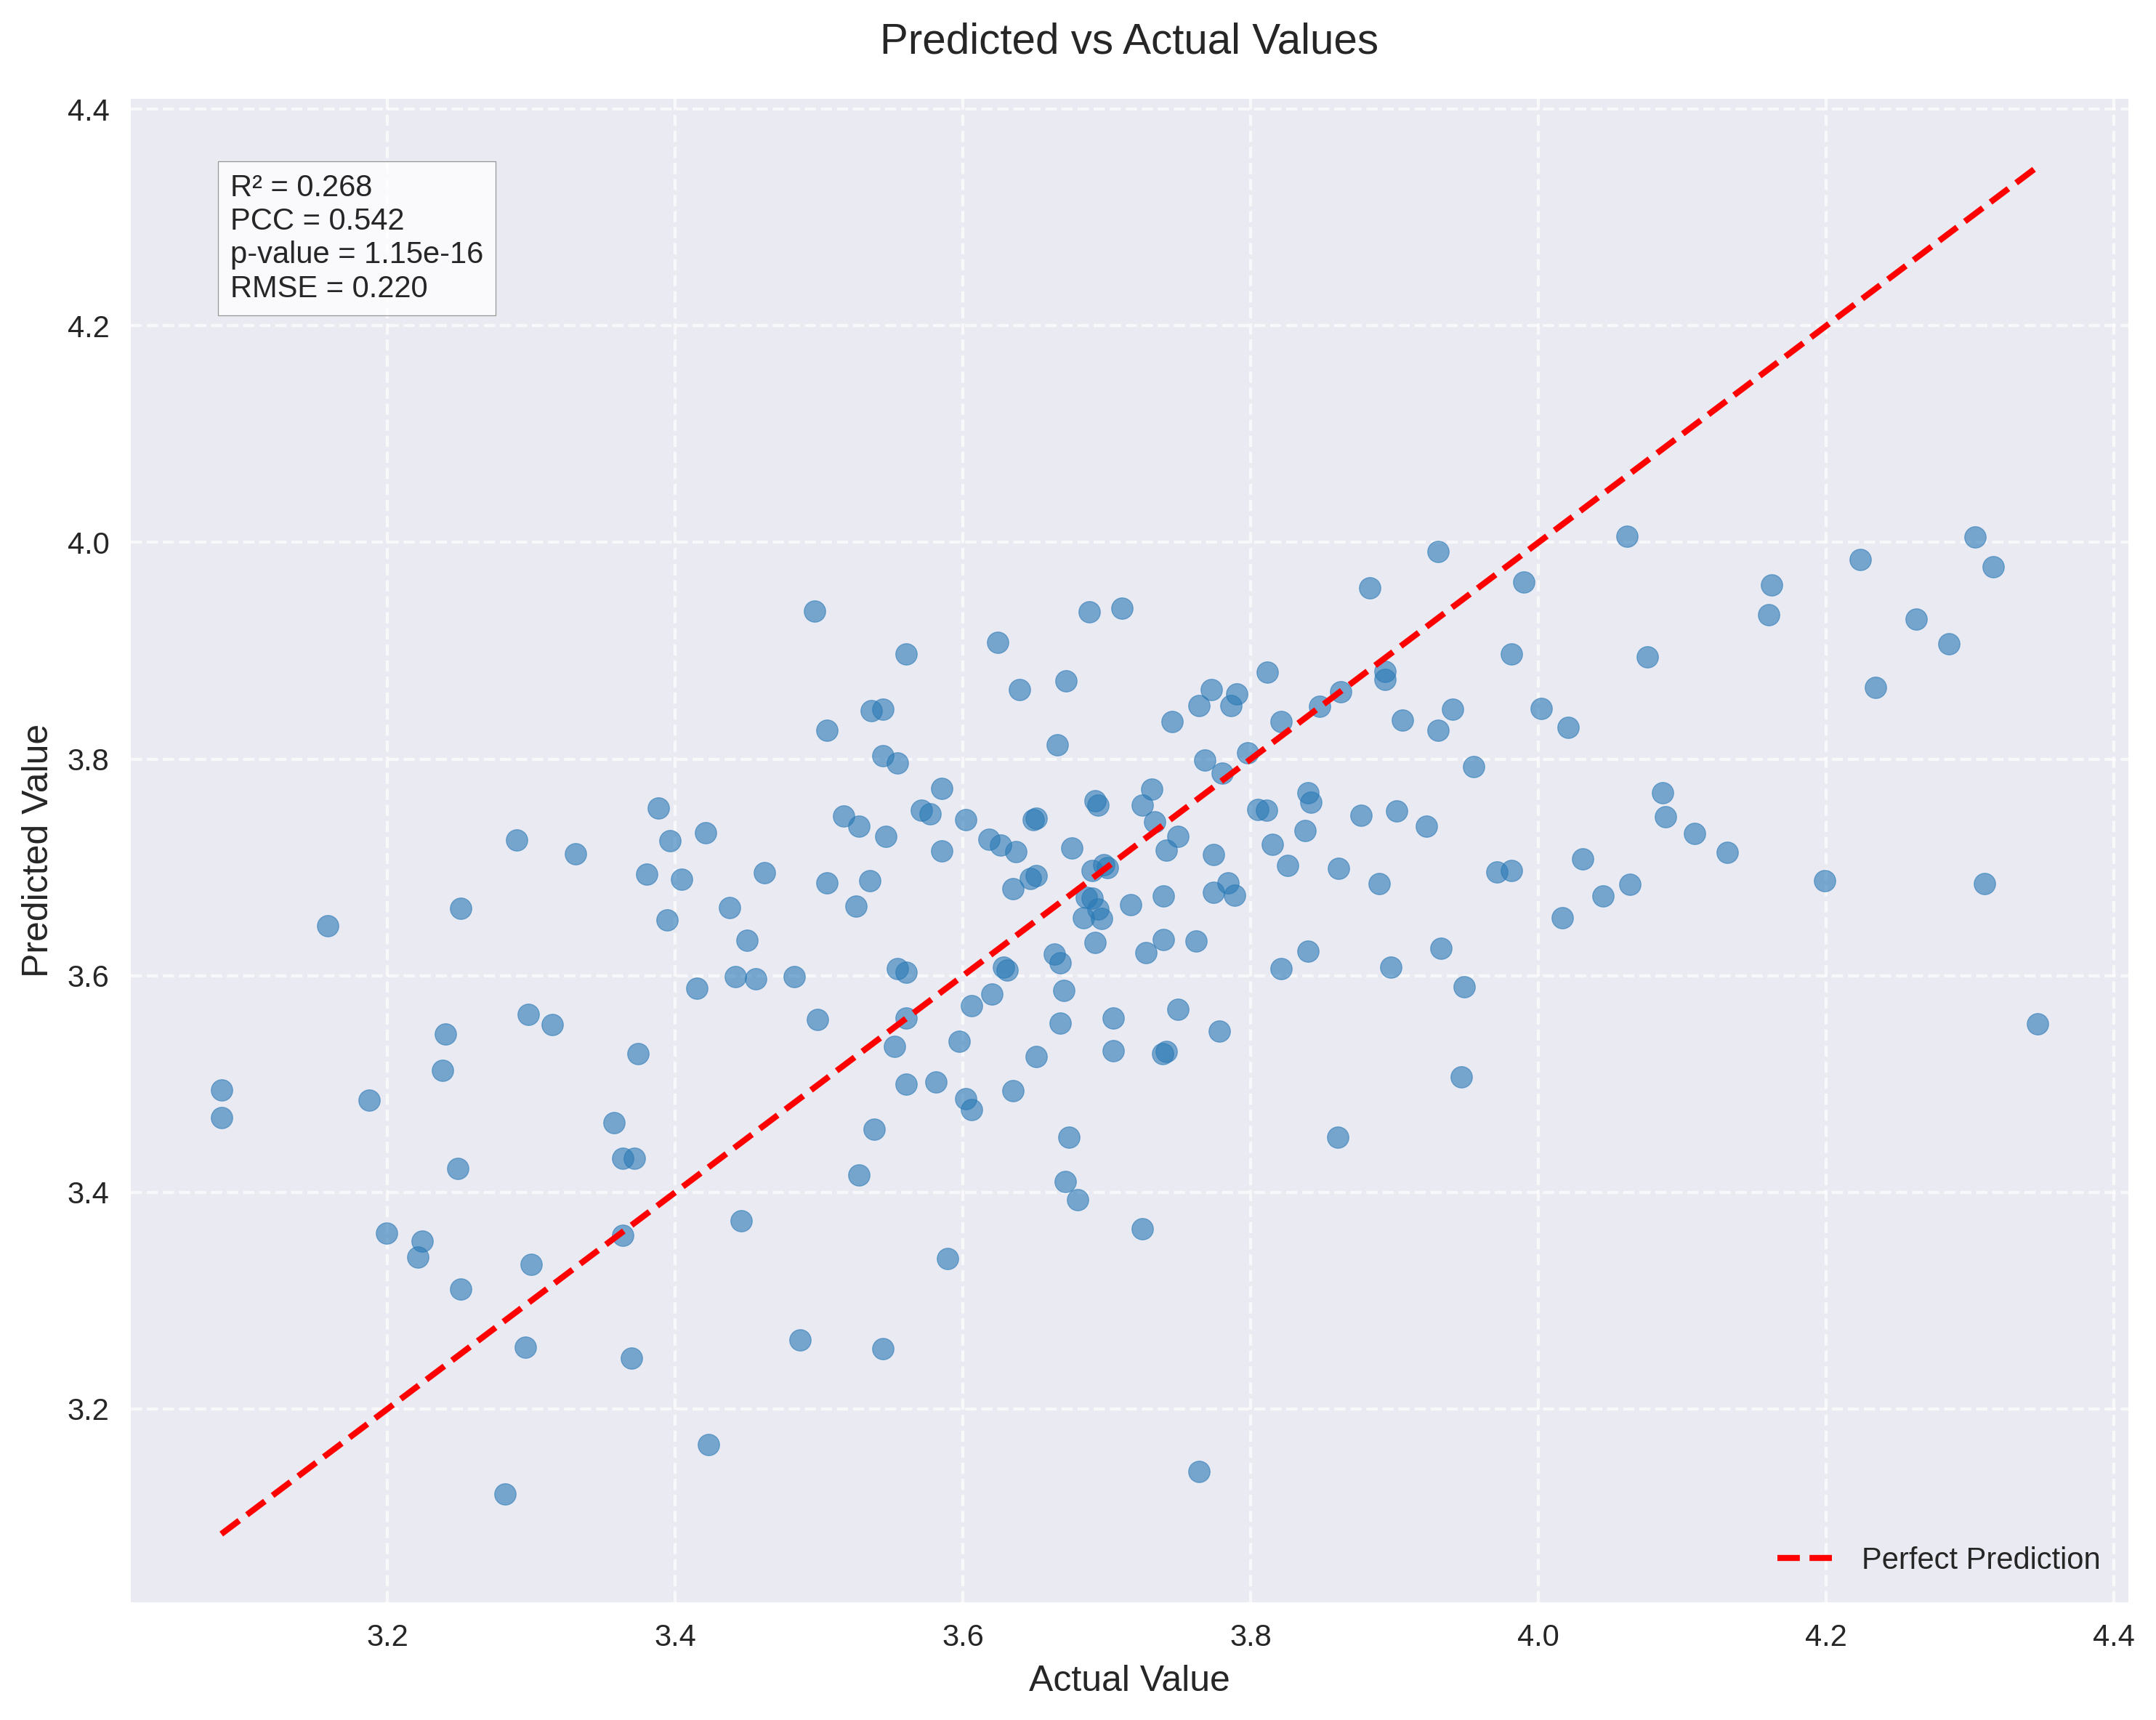 Predicted vs Actual Values
R² = 0.268
PCC = 0.542
p-value = 1.15e-16
RMSE = 0.220
4.4
4.2
4.0
3.8
3.6
3.4
3.2
Predicted Value
Perfect Prediction
3.2 3.4 3.6 3.8 4.0 4.2 4.4
Actual Value